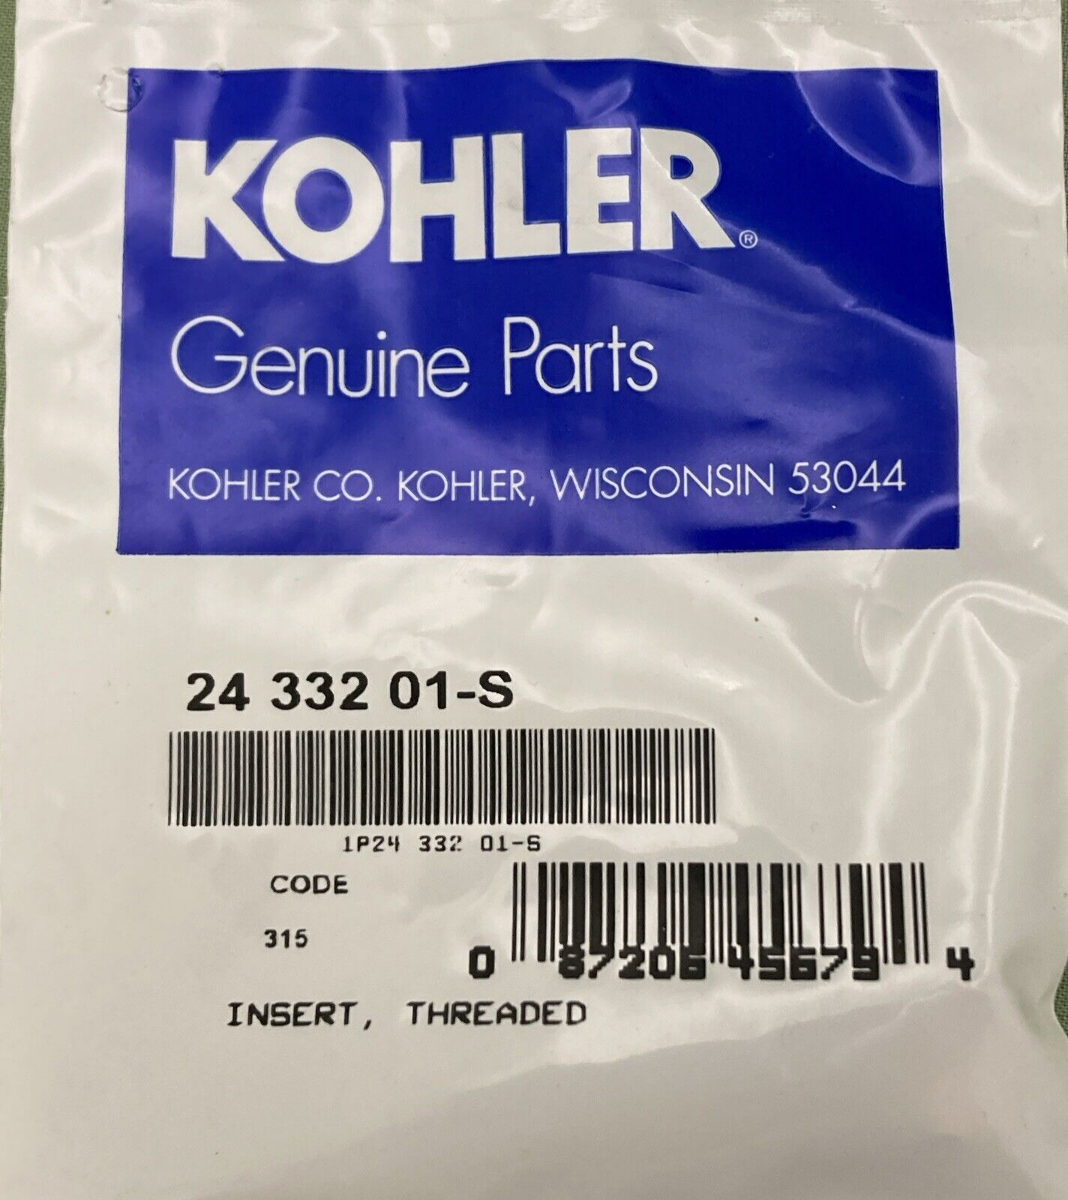 KOHLER®
Genuine Parts
KOHLER CO. KOHLER, WISCONSIN 53044
24 332 01-S
1P24 332 01-S
CODE
315
0 87206 45679 4
INSERT, THREADED